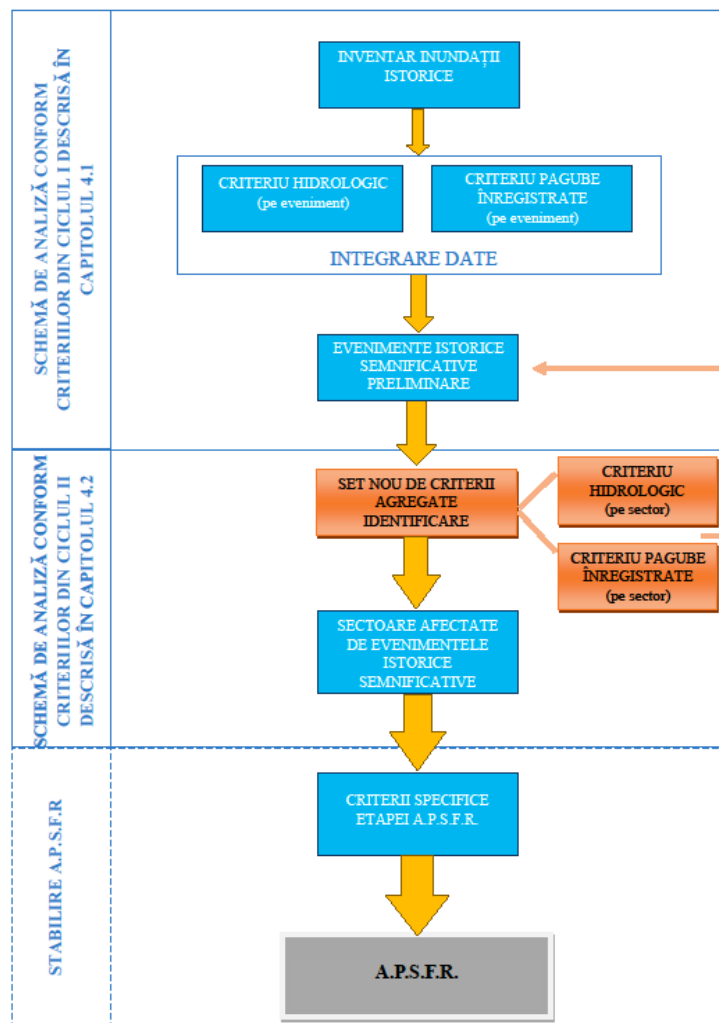 SCHEMĂ DE ANALIZĂ CONFORM
CRITERIILOR DIN CICLUL I DESCRISĂ ÎN
CAPITOLUL 4.1
INVENTAR INUNDAȚII
ISTORICE
CRITERIU HIDROLOGIC
(pe eveniment)
CRITERIU PAGUBE
ÎNREGISTRATE
(pe eveniment)
INTEGRARE DATE
EVENIMENTE ISTORICE
SEMNIFICATIVE
PRELIMINARE
SCHEMĂ DE ANALIZĂ CONFORM
CRITERIILOR DIN CICLUL II
DESCRISĂ ÎN CAPITOLUL 4.2
SET NOU DE CRITERII
AGREGATE
IDENTIFICARE
CRITERIU
HIDROLOGIC
(pe sector)
CRITERIU PAGUBE
ÎNREGISTRATE
(pe sector)
SECTOARE AFECTATE
DE EVENIMENTELE
ISTORICE
SEMNIFICATIVE
STABILIRE A.P.S.F.R
CRITERII SPECIFICE
ETAPEI A.P.S.F.R.
A.P.S.F.R.